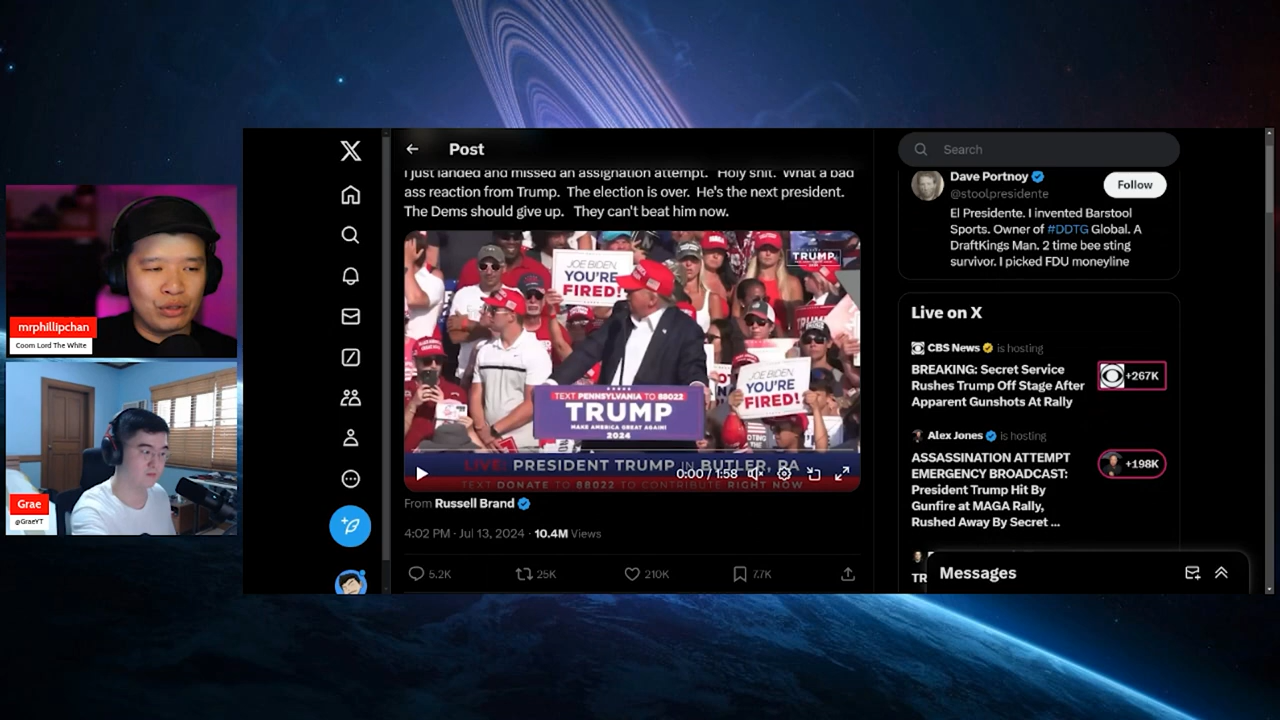 Post
I just landed and missed an assignation attempt. Holy shit. What a bad
ass reaction from Trump. The election is over. He's the next president.
The Dems should give up. They can't beat him now.
JOE BIDEN
YOU'RE
FIRED!
TRUMP
JOE BIDEN
YOU'RE
FIRED!
TEXT PENNSYLVANIA TO 88022
TRUMP
MAKE AMERICA GREAT AGAIN!
2024
LIVE: PRESIDENT TRUMP IN BUTLER, PA
0:00 / 1:58
TEXT DONATE TO 88022 TO CONTRIBUTE RIGHT NOW
From Russell Brand
4:02 PM · Jul 13, 2024 · 10.4M Views
5.2K 25K 210K 7.7K
Search
Dave Portnoy
@stoolpresidente
Follow
El Presidente. I invented Barstool
Sports. Owner of #DDTG Global. A
DraftKings Man. 2 time bee sting
survivor. I picked FDU moneyline
Live on X
CBS News is hosting
BREAKING: Secret Service
Rushes Trump Off Stage After
Apparent Gunshots At Rally
+267K
Alex Jones is hosting
ASSASSINATION ATTEMPT
EMERGENCY BROADCAST:
President Trump Hit By
Gunfire at MAGA Rally,
Rushed Away By Secret ...
+198K
TR
Messages
mrphillipchan
Coom Lord The White
Grae
@GraeYT